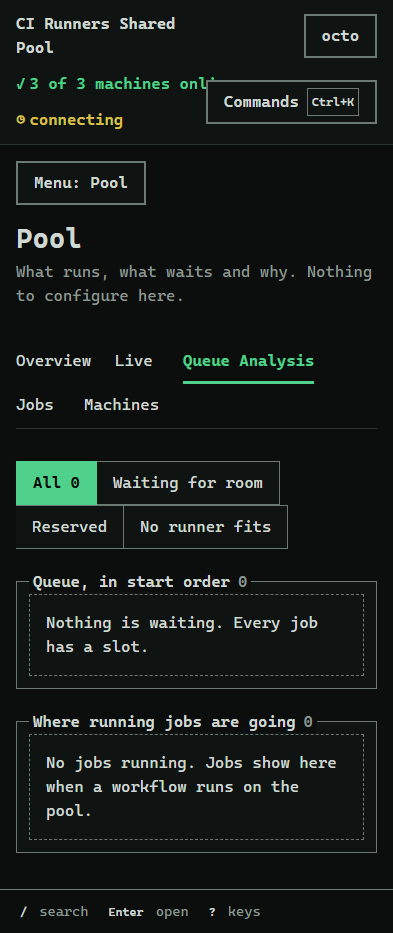 CI Runners Shared
Pool
octo
√ 3 of 3 machines onli
Commands Ctrl+K
connecting
Menu: Pool
Pool
What runs, what waits and why. Nothing
to configure here.
Overview Live Queue Analysis
Jobs Machines
All 0 Waiting for room
Reserved No runner fits
Queue, in start order 0
Nothing is waiting. Every job
has a slot.
Where running jobs are going 0
No jobs running. Jobs show here
when a workflow runs on the
pool.
/ search Enter open ? keys